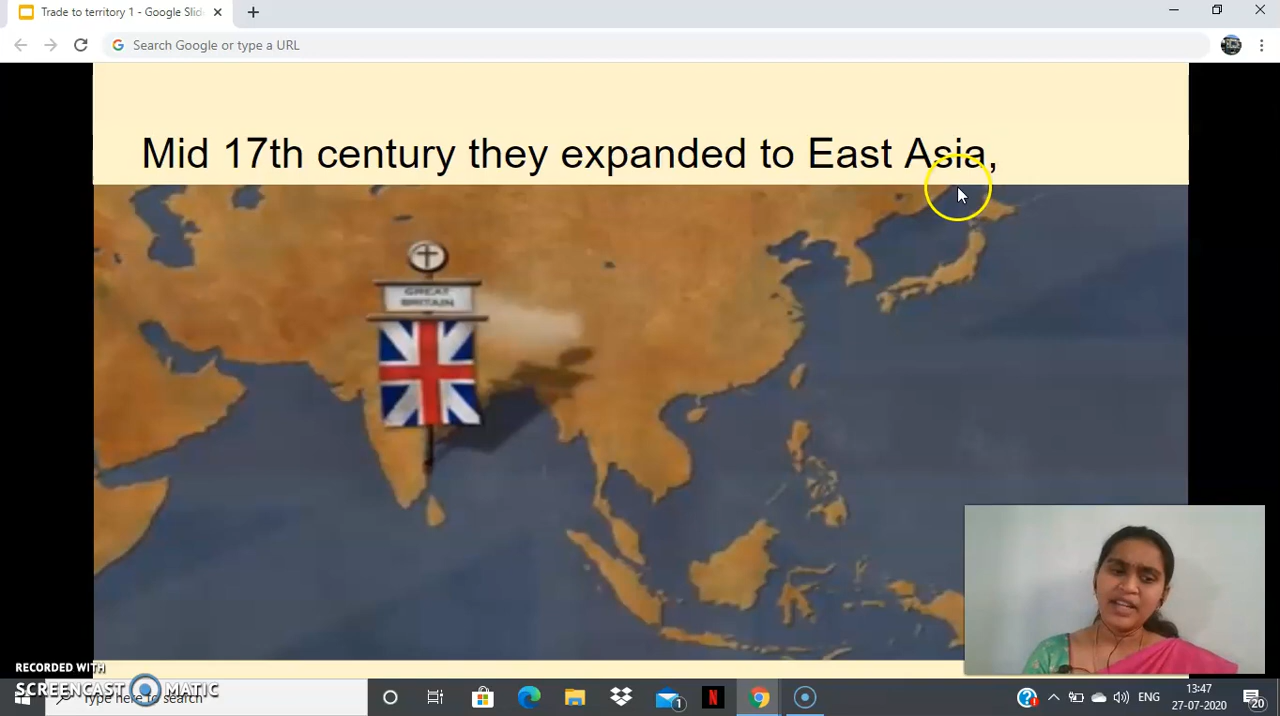 Trade to territory 1 - Google Slid
Search Google or type a URL
Mid 17th century they expanded to East Asia,
GREAT
BRITAIN
RECORDED WITH
SCREENCAST MATIC
Type here to search
1
N
ENG
13:47
27-07-2020
20